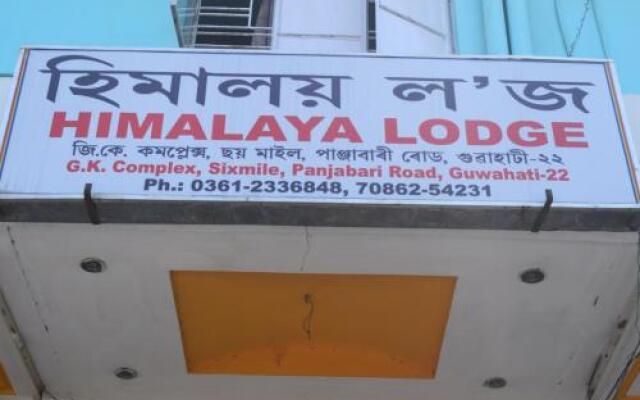 হিমালয় ল'জ
HIMALAYA LODGE
জি.কে. কমপ্লেক্স, ছয় মাইল, পাঞ্জাবাৰী ৰোড, গুৱাহাটী-২২
G.K. Complex, Sixmile, Panjabari Road, Guwahati-22
Ph.: 0361-2336848, 70862-54231